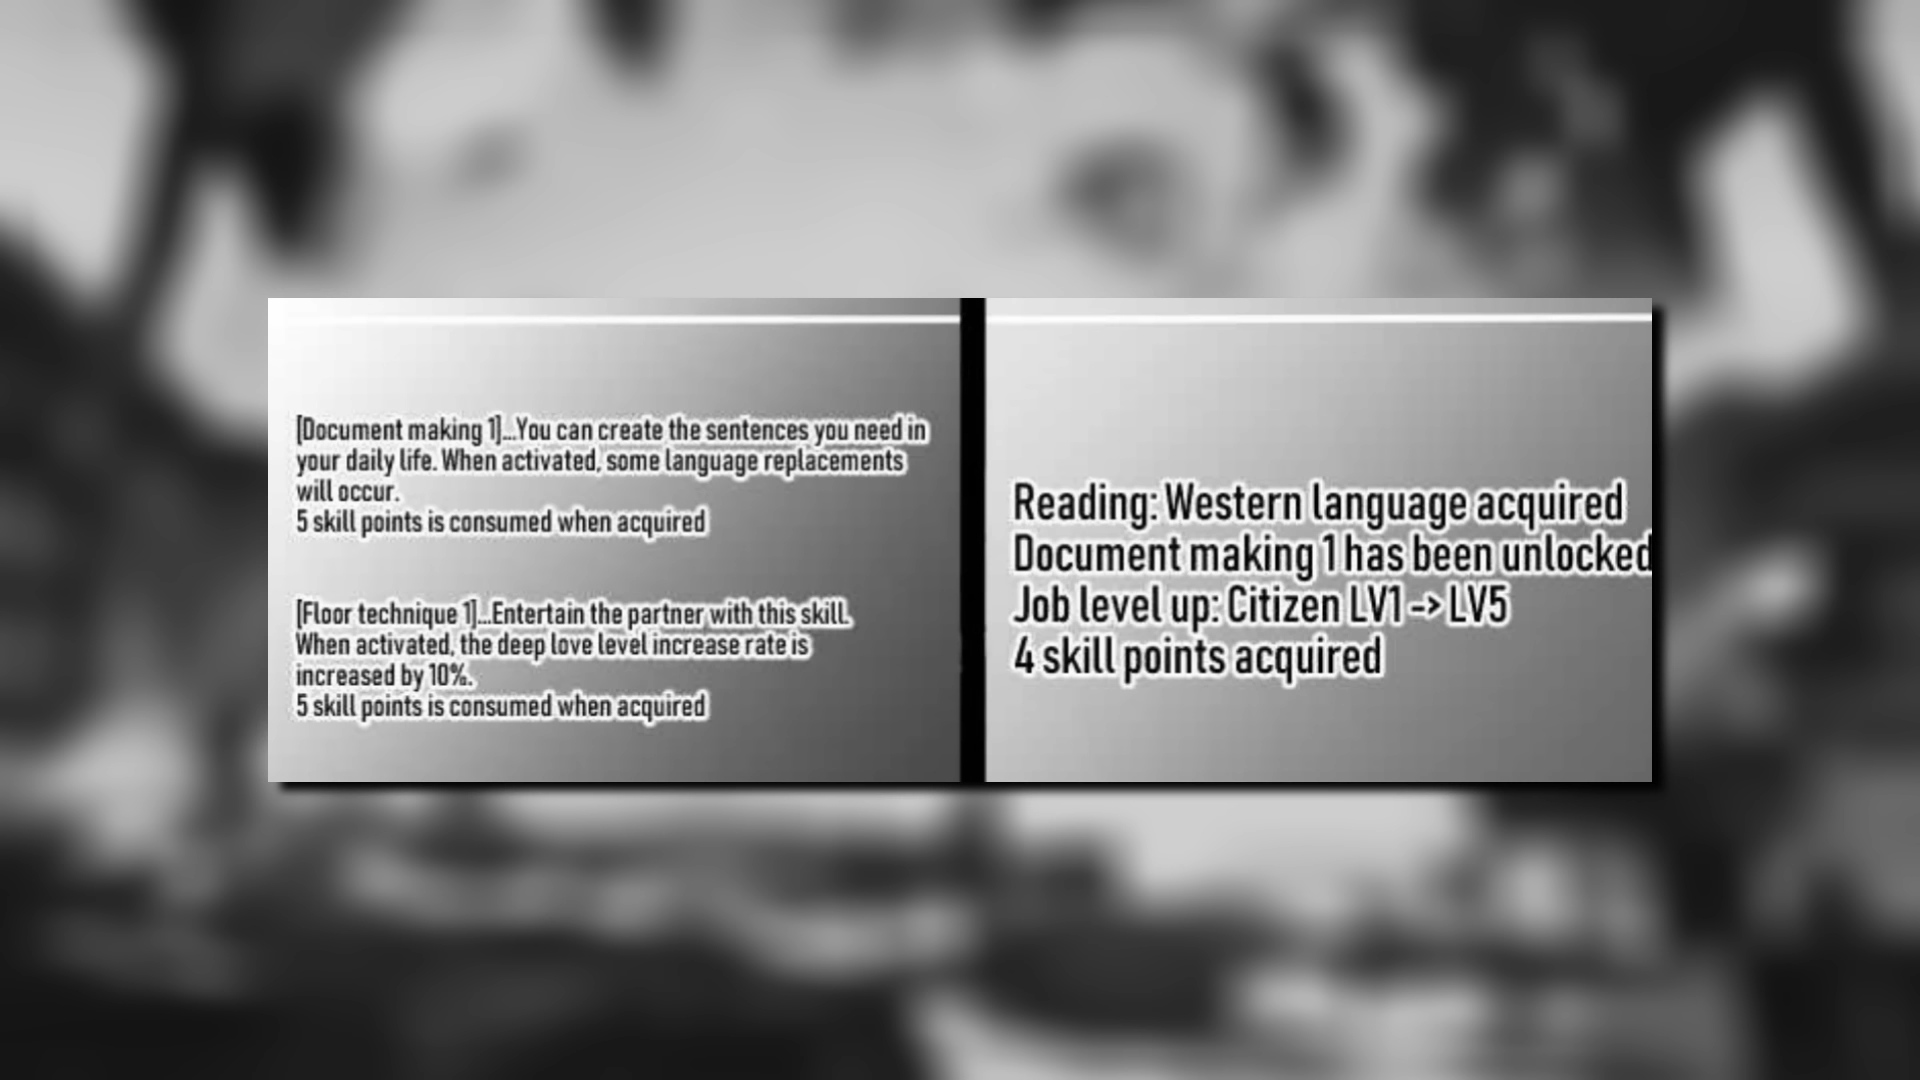 [Document making 1]...You can create the sentences you need in
your daily life. When activated, some language replacements
will occur.
5 skill points is consumed when acquired
[Floor technique 1]...Entertain the partner with this skill.
When activated, the deep love level increase rate is
increased by 10%.
5 skill points is consumed when acquired
Reading: Western language acquired
Document making 1 has been unlocked
Job level up: Citizen LV1 -> LV5
4 skill points acquired